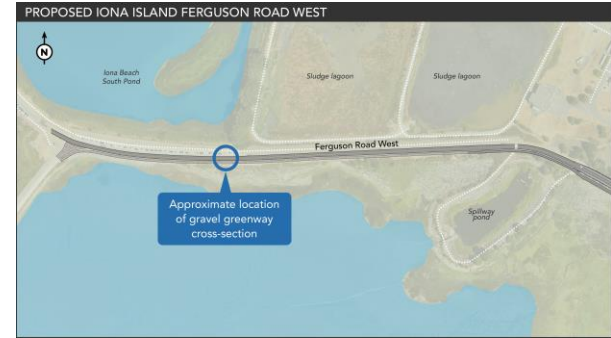 PROPOSED IONA ISLAND FERGUSON ROAD WEST
N
Iona Beach
South Pond
Sludge lagoon
Sludge lagoon
Ferguson Road West
Approximate location
of gravel greenway
cross-section
Spillway
pond